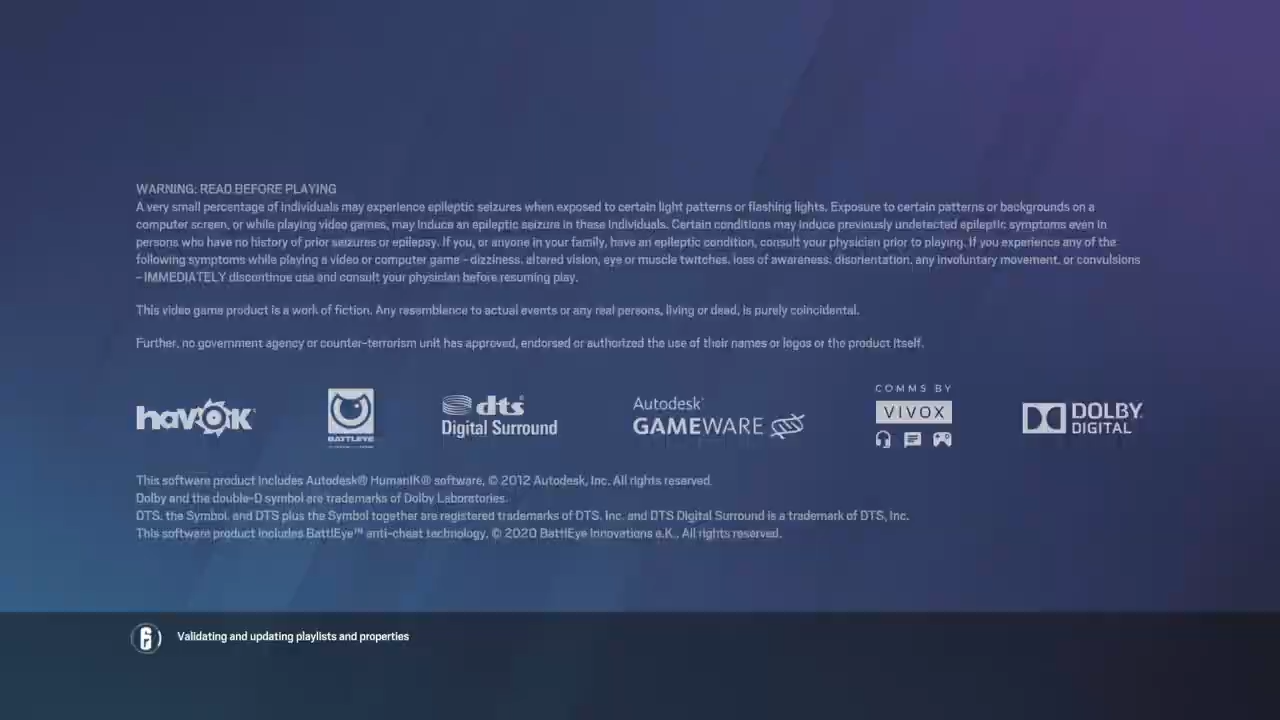 WARNING: READ BEFORE PLAYING
A very small percentage of individuals may experience epileptic seizures when exposed to certain light patterns or flashing lights. Exposure to certain patterns or backgrounds on a
computer screen, or while playing video games, may induce an epileptic seizure in these individuals. Certain conditions may induce previously undetected epileptic symptoms even in
persons who have no history of prior seizures or epilepsy. If you, or anyone in your family, have an epileptic condition, consult your physician prior to playing. If you experience any of the
following symptoms while playing a video or computer game - dizziness, altered vision, eye or muscle twitches, loss of awareness, disorientation, any involuntary movement, or convulsions
– IMMEDIATELY discontinue use and consult your physician before resuming play.
This video game product is a work of fiction. Any resemblance to actual events or any real persons, living or dead, is purely coincidental.
Further, no government agency or counter-terrorism unit has approved, endorsed or authorized the use of their names or logos or the product itself.
havok
BATTLEYE
dts
Digital Surround
Autodesk®
GAMEWARE
COMMS BY
VIVOX
DOLBY
DIGITAL
This software product includes Autodesk® HumanIK® software, © 2012 Autodesk, Inc. All rights reserved.
Dolby and the double-D symbol are trademarks of Dolby Laboratories.
DTS, the Symbol, and DTS plus the Symbol together are registered trademarks of DTS, Inc. and DTS Digital Surround is a trademark of DTS, Inc.
This software product includes BattlEye™ anti-cheat technology, © 2020 BattlEye Innovations e.K., All rights reserved.
Validating and updating playlists and properties